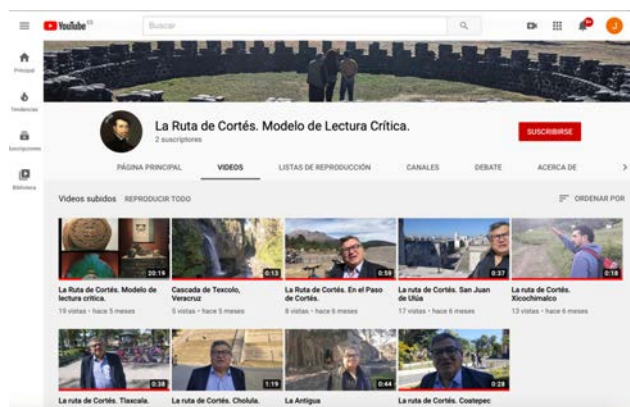 YouTube ES
Buscar
9+
J
Principal
Tendencias
Suscripciones
Biblioteca
La Ruta de Cortés. Modelo de Lectura Crítica.
2 suscriptores
SUSCRIBIRSE
PÁGINA PRINCIPAL VIDEOS LISTAS DE REPRODUCCIÓN CANALES DEBATE ACERCA DE
Videos subidos REPRODUCIR TODO ORDENAR POR
20:19 0:13 0:59 0:37 0:18
La Ruta de Cortés. Modelo de lectura crítica.
19 vistas • hace 5 meses
Cascada de Texcolo, Veracruz
5 vistas • hace 5 meses
La Ruta de Cortés. En el Paso de Cortés.
8 vistas • hace 6 meses
La ruta de Cortés. San Juan de Ulúa
17 vistas • hace 6 meses
La ruta de Cortés. Xicochimalco
13 vistas • hace 6 meses
0:38 1:19 0:44 0:28
La ruta de Cortés. Tlaxcala.
La ruta de Cortés. Cholula.
La Antigua
La ruta de Cortés. Coatepec